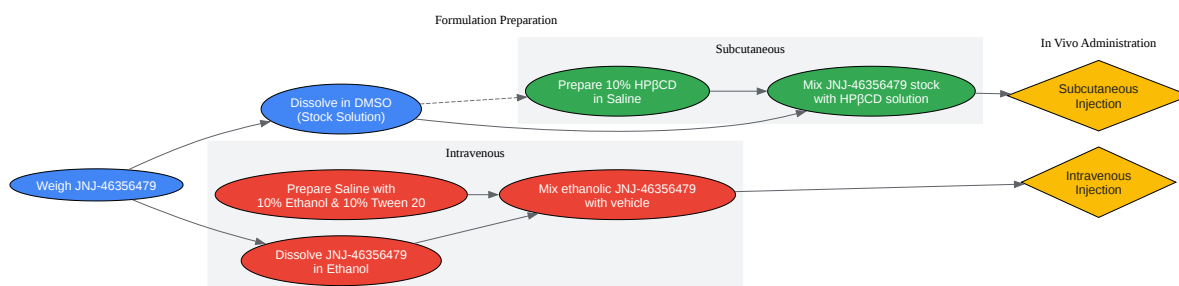 Formulation Preparation
In Vivo Administration
Subcutaneous
Prepare 10% HPβCD
in Saline
Mix JNJ-46356479 stock
with HPβCD solution
Subcutaneous
Injection
Dissolve in DMSO
(Stock Solution)
Weigh JNJ-46356479
Intravenous
Prepare Saline with
10% Ethanol & 10% Tween 20
Mix ethanolic JNJ-46356479
with vehicle
Intravenous
Injection
Dissolve JNJ-46356479
in Ethanol